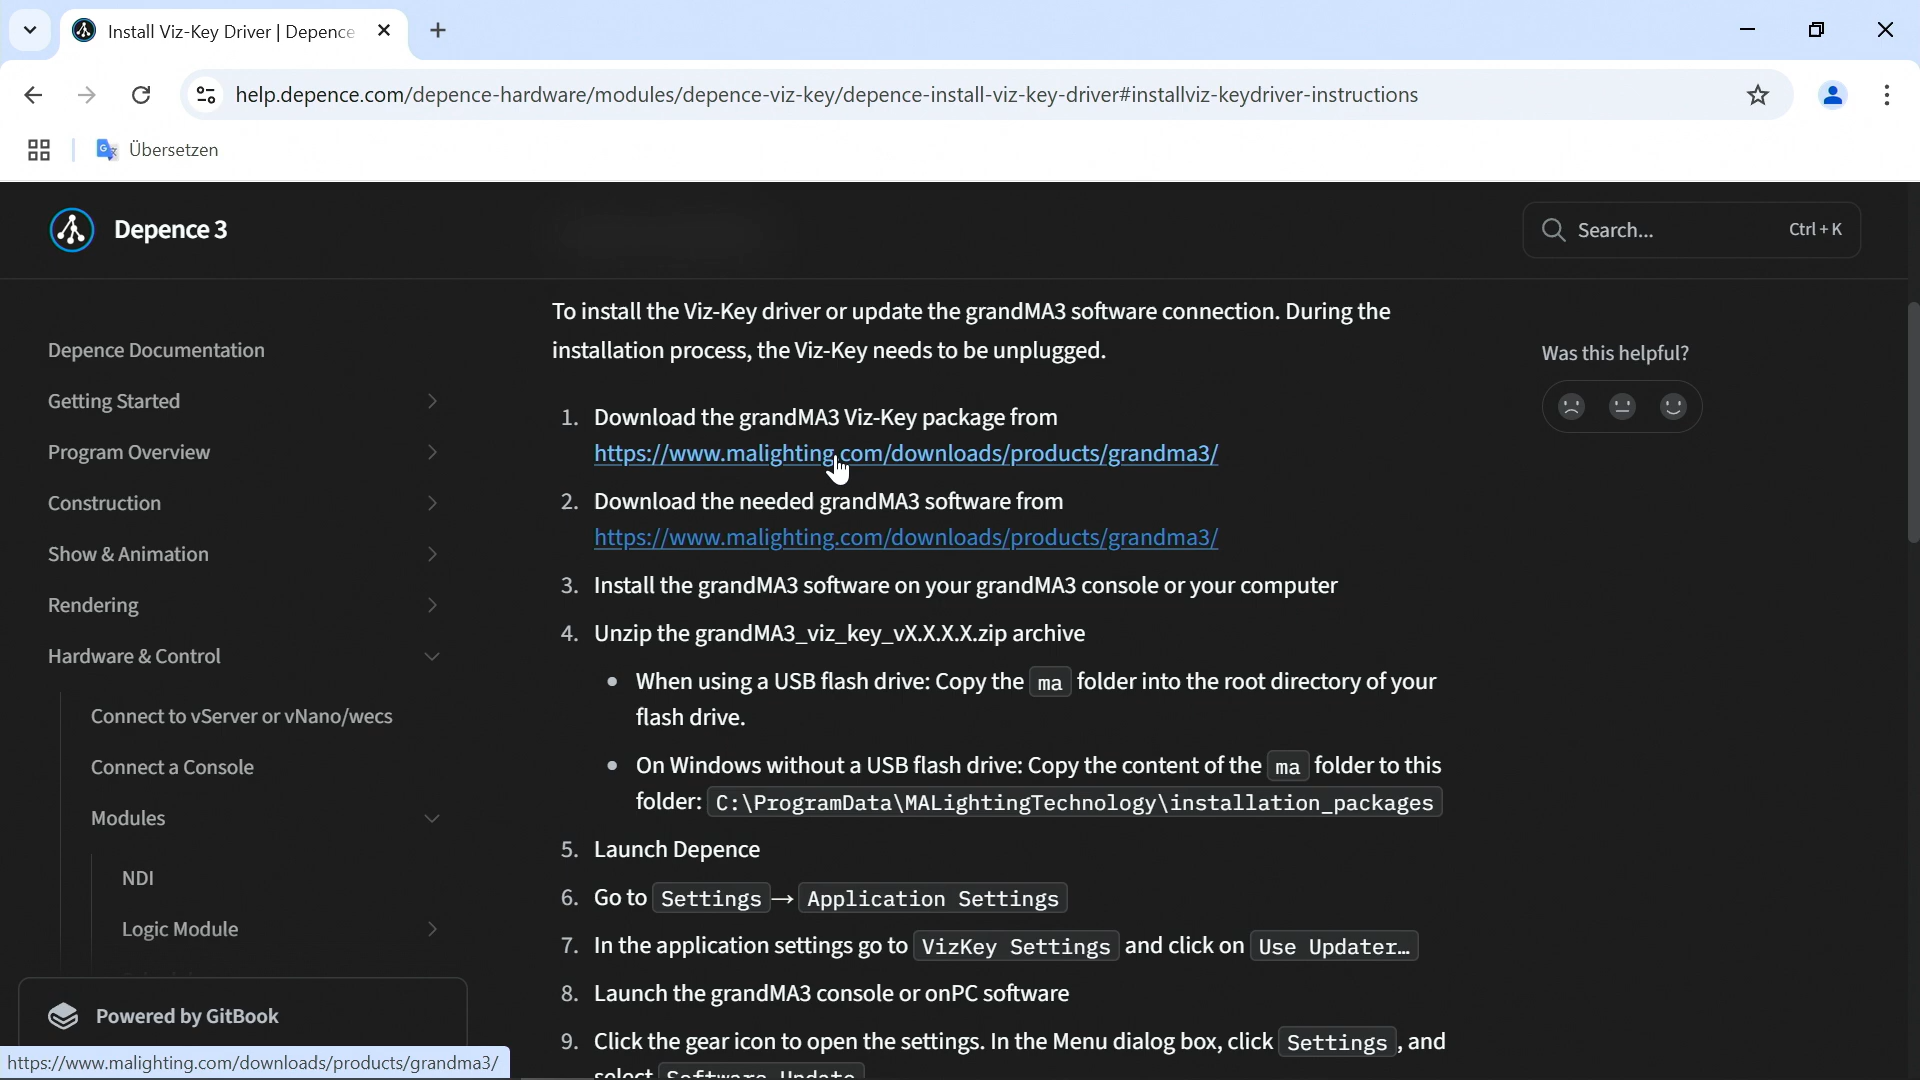 Install Viz-Key Driver | Depence
help.depence.com/depence-hardware/modules/depence-viz-key/depence-install-viz-key-driver#installviz-keydriver-instructions
Übersetzen
Depence 3
Search...
Ctrl + K
Depence Documentation
Getting Started
Program Overview
Construction
Show & Animation
Rendering
Hardware & Control
Connect to vServer or vNano/wecs
Connect a Console
Modules
NDI
Logic Module
Powered by GitBook
https://www.malighting.com/downloads/products/grandma3/
To install the Viz-Key driver or update the grandMA3 software connection. During the
installation process, the Viz-Key needs to be unplugged.
1. Download the grandMA3 Viz-Key package from
https://www.malighting.com/downloads/products/grandma3/
2. Download the needed grandMA3 software from
https://www.malighting.com/downloads/products/grandma3/
3. Install the grandMA3 software on your grandMA3 console or your computer
4. Unzip the grandMA3_viz_key_vX.X.X.X.zip archive
• When using a USB flash drive: Copy the ma folder into the root directory of your
flash drive.
• On Windows without a USB flash drive: Copy the content of the ma folder to this
folder: C:\ProgramData\MALightingTechnology\installation_packages
5. Launch Depence
6. Go to Settings → Application Settings
7. In the application settings go to VizKey Settings and click on Use Updater…
8. Launch the grandMA3 console or onPC software
9. Click the gear icon to open the settings. In the Menu dialog box, click Settings , and
select Software Update
Was this helpful?